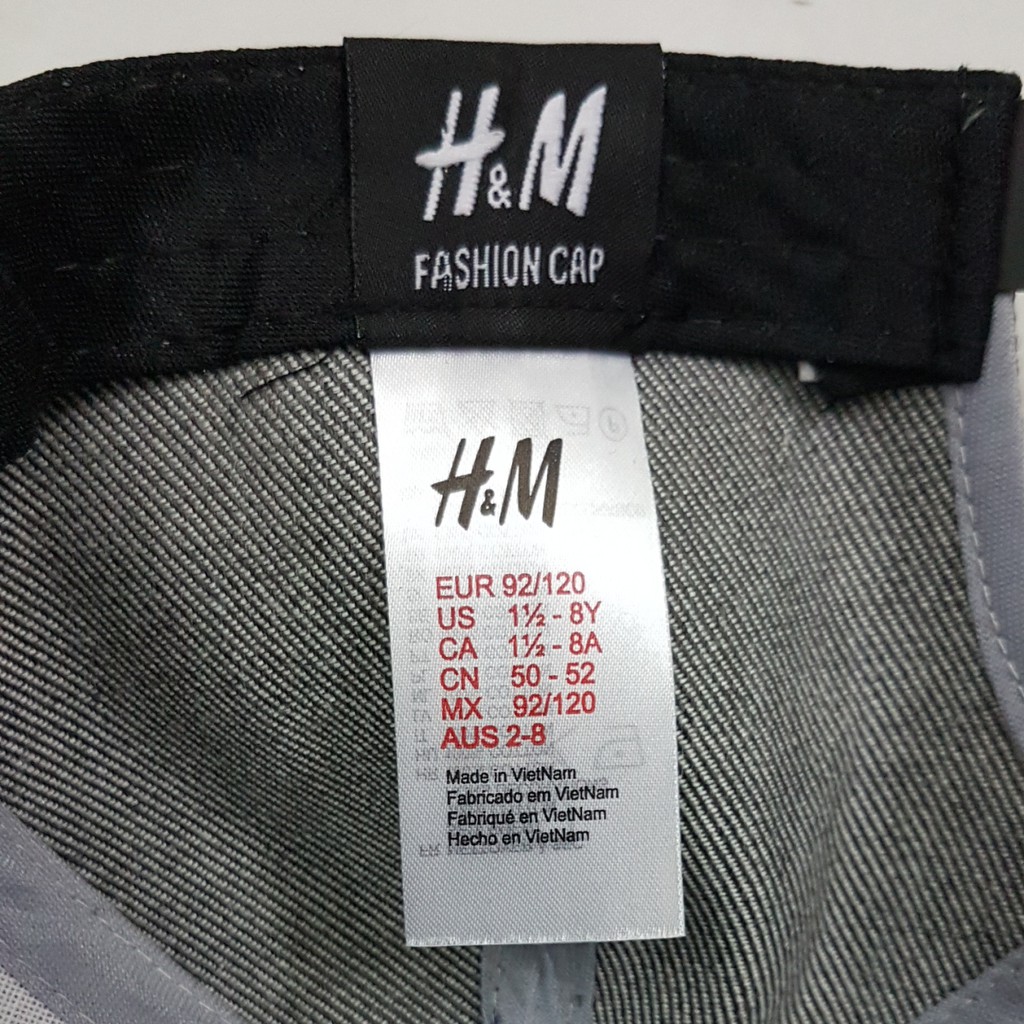 H&M
FASHION CAP
H&M
EUR 92/120
US 1½ - 8Y
CA 1½ - 8A
CN 50 - 52
MX 92/120
AUS 2-8
Made in VietNam
Fabricado em VietNam
Fabriqué en VietNam
Hecho en VietNam